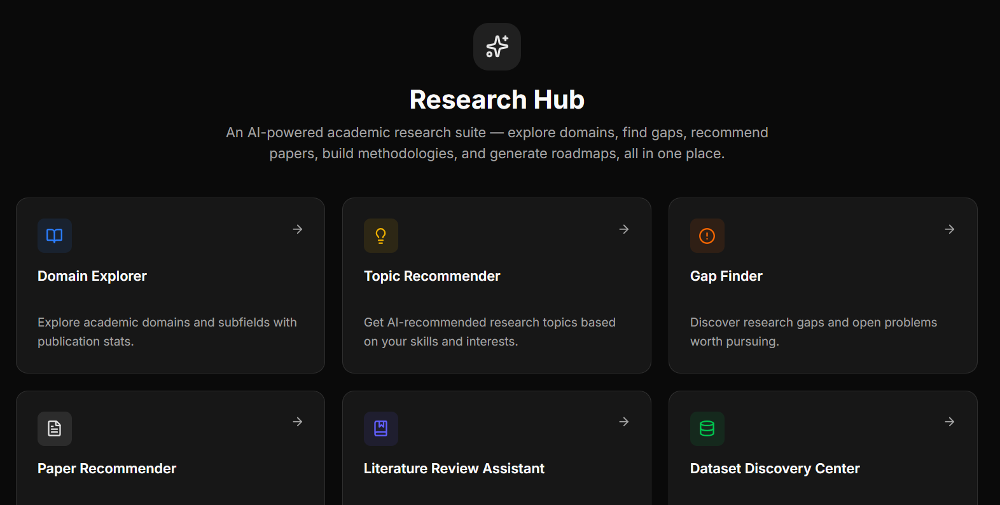 Research Hub
An AI-powered academic research suite — explore domains, find gaps, recommend
papers, build methodologies, and generate roadmaps, all in one place.
Domain Explorer
Explore academic domains and subfields with
publication stats.
Topic Recommender
Get AI-recommended research topics based
on your skills and interests.
Gap Finder
Discover research gaps and open problems
worth pursuing.
Paper Recommender
Literature Review Assistant
Dataset Discovery Center